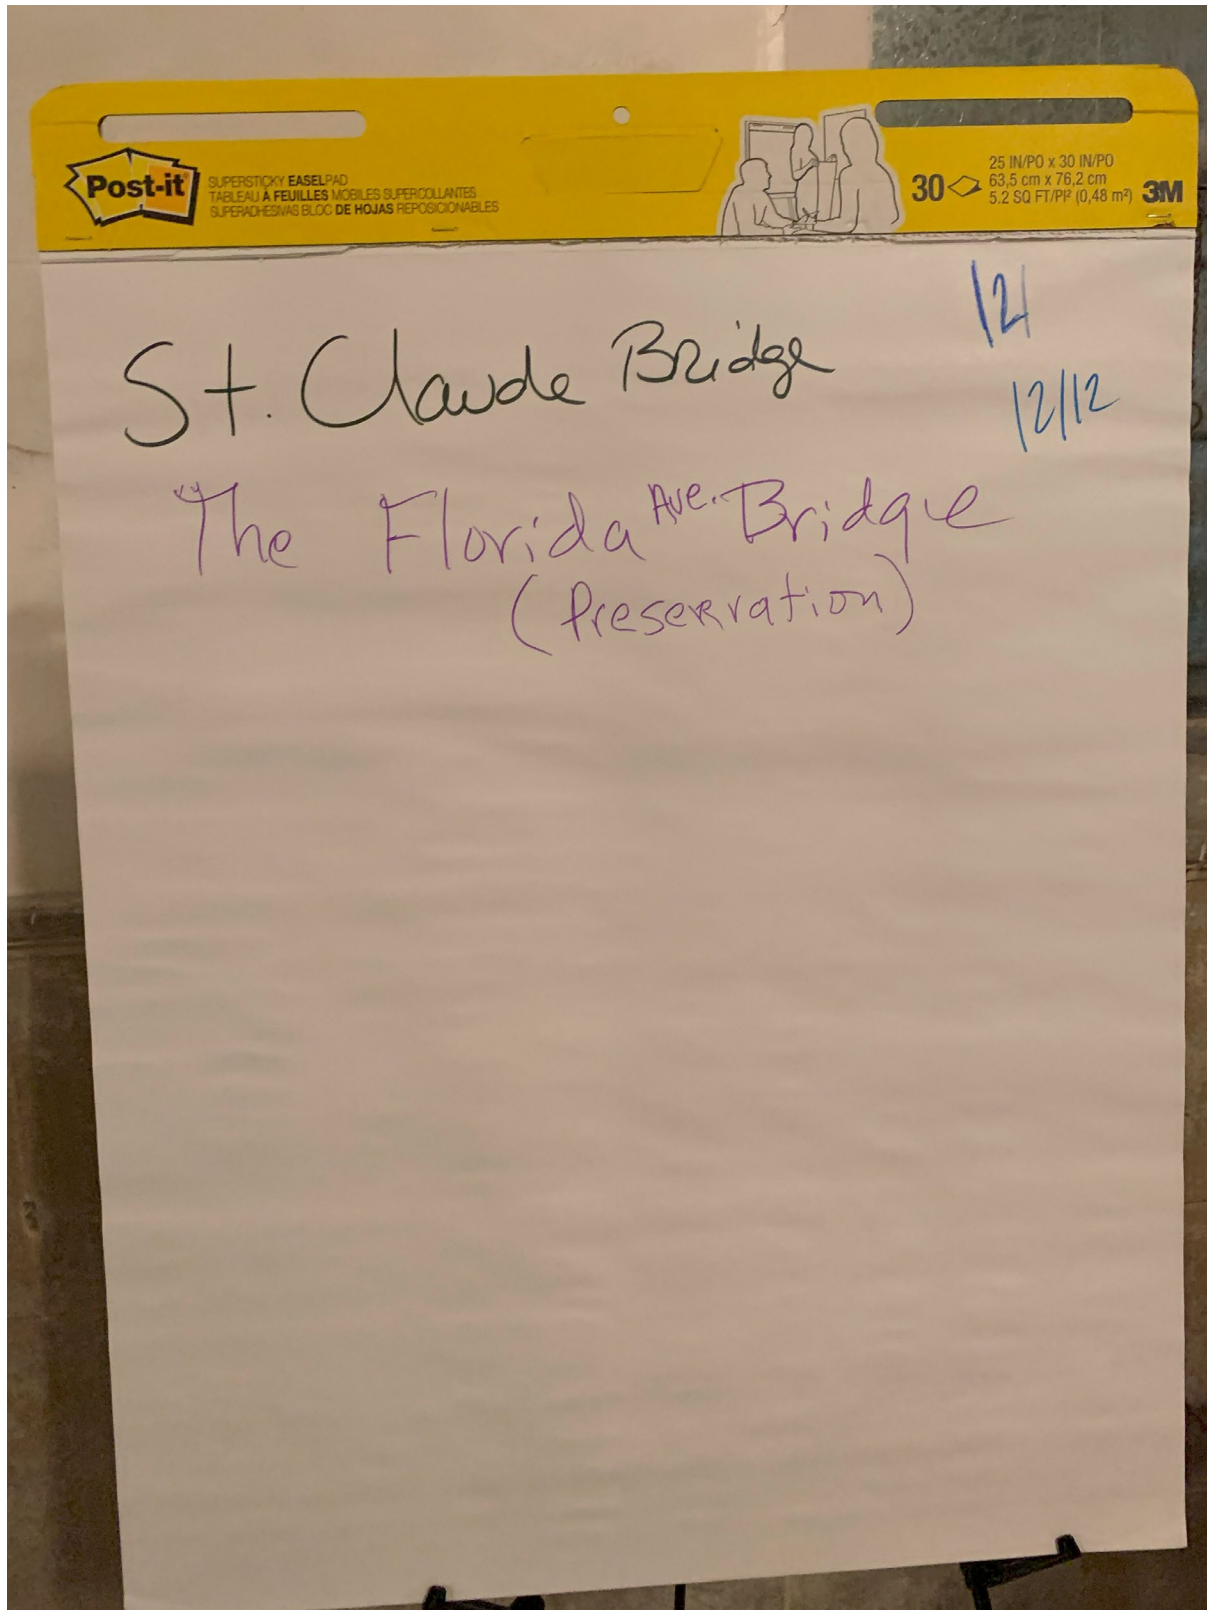 Post-it
SUPERSTICKY EASELPAD
TABLEAU À FEUILLES MOBILES SUPERCOLLANTES
SUPERADHESIVAS BLOC DE HOJAS REPOSICIONABLES
30
25 IN/PO x 30 IN/PO
63,5 cm x 76,2 cm
5.2 SQ FT/PI² (0,48 m²)
3M
12/
St. Claude Bridge
12/12
The Florida Ave. Bridge
(Preservation)